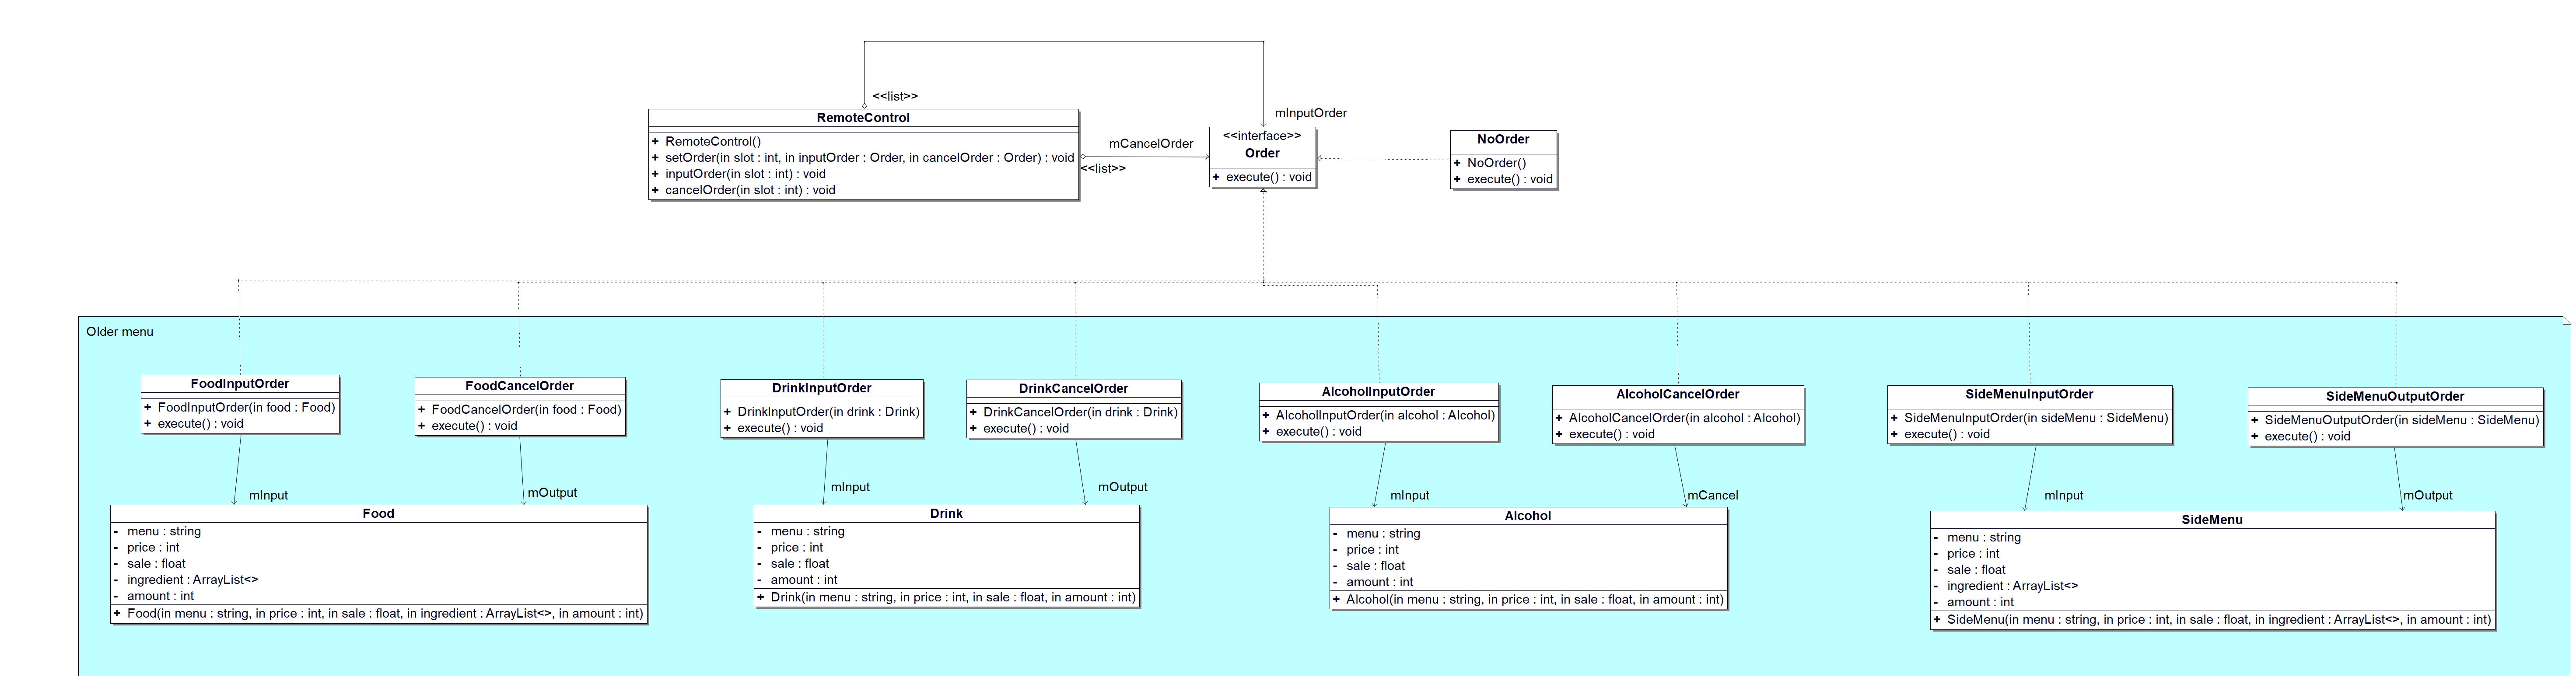 <<list>>
mInputOrder
RemoteControl
+ RemoteControl()
+ setOrder(in slot : int, in inputOrder : Order, in cancelOrder : Order) : void
+ inputOrder(in slot : int) : void
+ cancelOrder(in slot : int) : void
mCancelOrder
<<list>>
<<interface>>
Order
+ execute() : void
NoOrder
+ NoOrder()
+ execute() : void
Older menu
FoodInputOrder
+ FoodInputOrder(in food : Food)
+ execute() : void
FoodCancelOrder
+ FoodCancelOrder(in food : Food)
+ execute() : void
DrinkInputOrder
+ DrinkInputOrder(in drink : Drink)
+ execute() : void
DrinkCancelOrder
+ DrinkCancelOrder(in drink : Drink)
+ execute() : void
AlcoholInputOrder
+ AlcoholInputOrder(in alcohol : Alcohol)
+ execute() : void
AlcoholCancelOrder
+ AlcoholCancelOrder(in alcohol : Alcohol)
+ execute() : void
SideMenuInputOrder
+ SideMenuInputOrder(in sideMenu : SideMenu)
+ execute() : void
SideMenuOutputOrder
+ SideMenuOutputOrder(in sideMenu : SideMenu)
+ execute() : void
mInput
mOutput
mInput
mOutput
mInput
mCancel
mInput
mOutput
Food
- menu : string
- price : int
- sale : float
- ingredient : ArrayList<>
- amount : int
+ Food(in menu : string, in price : int, in sale : float, in ingredient : ArrayList<>, in amount : int)
Drink
- menu : string
- price : int
- sale : float
- amount : int
+ Drink(in menu : string, in price : int, in sale : float, in amount : int)
Alcohol
- menu : string
- price : int
- sale : float
- amount : int
+ Alcohol(in menu : string, in price : int, in sale : float, in amount : int)
SideMenu
- menu : string
- price : int
- sale : float
- ingredient : ArrayList<>
- amount : int
+ SideMenu(in menu : string, in price : int, in sale : float, in ingredient : ArrayList<>, in amount : int)